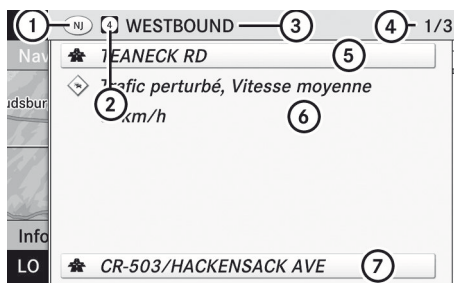 1 NJ 4 WESTBOUND 3 4 1/3
Nav
TEANECK RD 5
Trafic perturbé, Vitesse moyenne
udsbur
2 km/h 6
Info
LO CR-503/HACKENSACK AVE 7